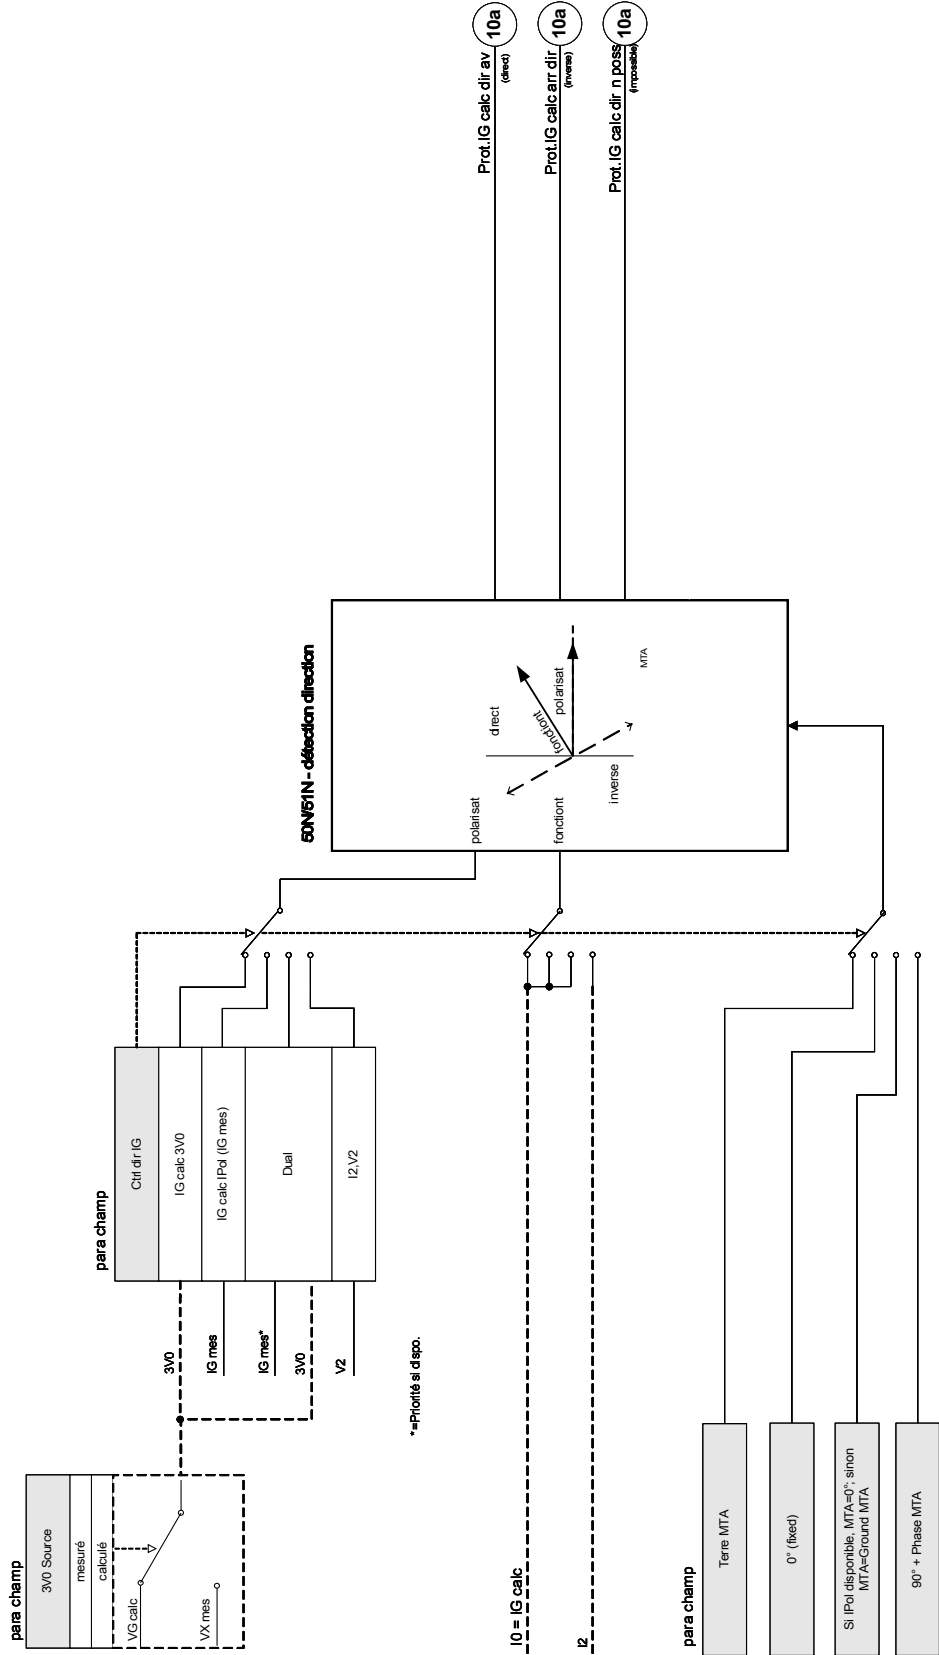 10a
10a
10a
Prot.IG calc dir av
(direct)
Prot.IG calc arr dir
(inverse)
Prot.IG calc dir n poss
(impossible)
50N/51N - détection direction
MTA
direct
fonctiont
polarisat
inverse
polarisat
fonctiont
para champ
Ctrl dir IG
IG calc 3V0
IG calc IPol (IG mes)
Dual
I2,V2
3V0
IG mes
IG mes*
3V0
V2
*=Priorité si dispo.
para champ
3V0 Source
mesuré
calculé
VG calc
VX mes
I0 = IG calc
I2
para champ
Terre MTA
0° (fixed)
Si IPol disponible, MTA=0°; sinon
MTA=Ground MTA
90° + Phase MTA